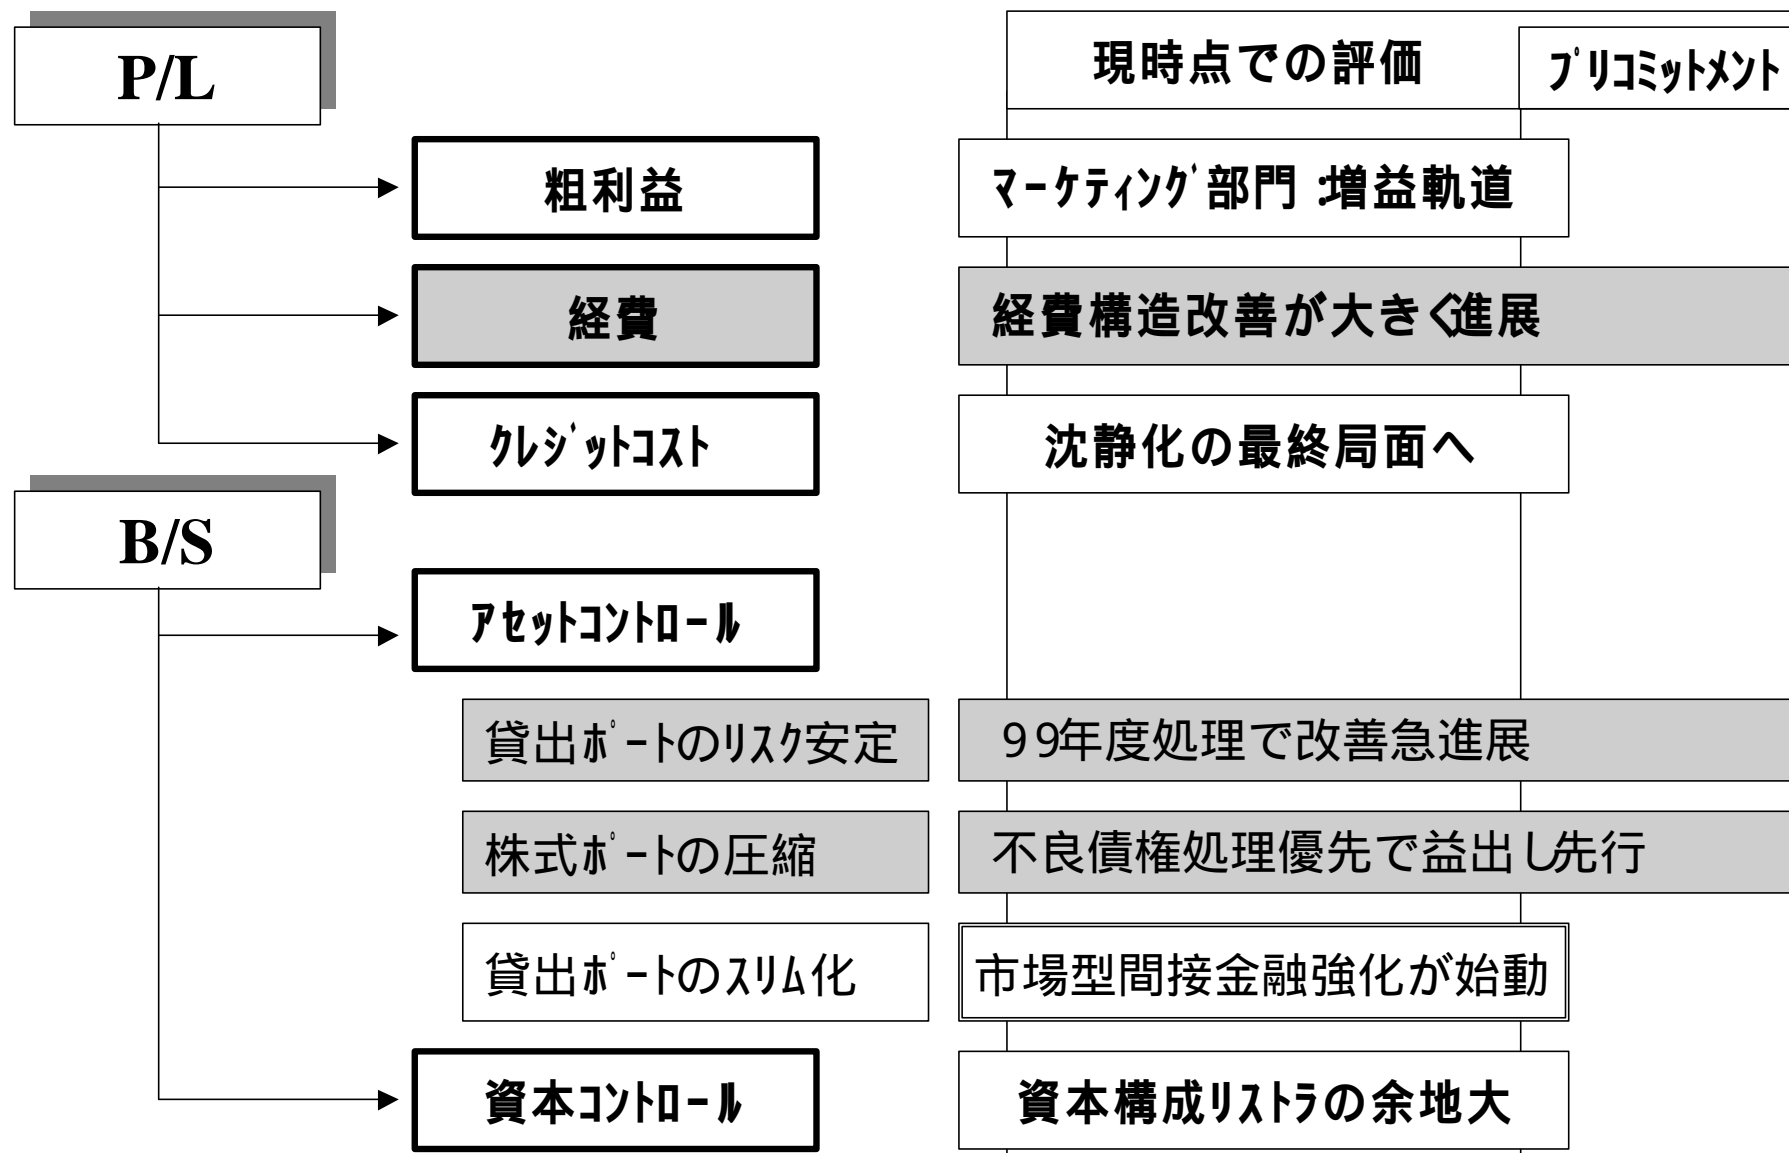 P/L
現時点での評価
プリコミットメント
粗利益
マーケティング部門:増益軌道
経費
経費構造改善が大きく進展
クレジットコスト
沈静化の最終局面へ
B/S
アセットコントロール
貸出ポートのリスク安定
99年度処理で改善急進展
株式ポートの圧縮
不良債権処理優先で益出し先行
貸出ポートのスリム化
市場型間接金融強化が始動
資本コントロール
資本構成リストラの余地大